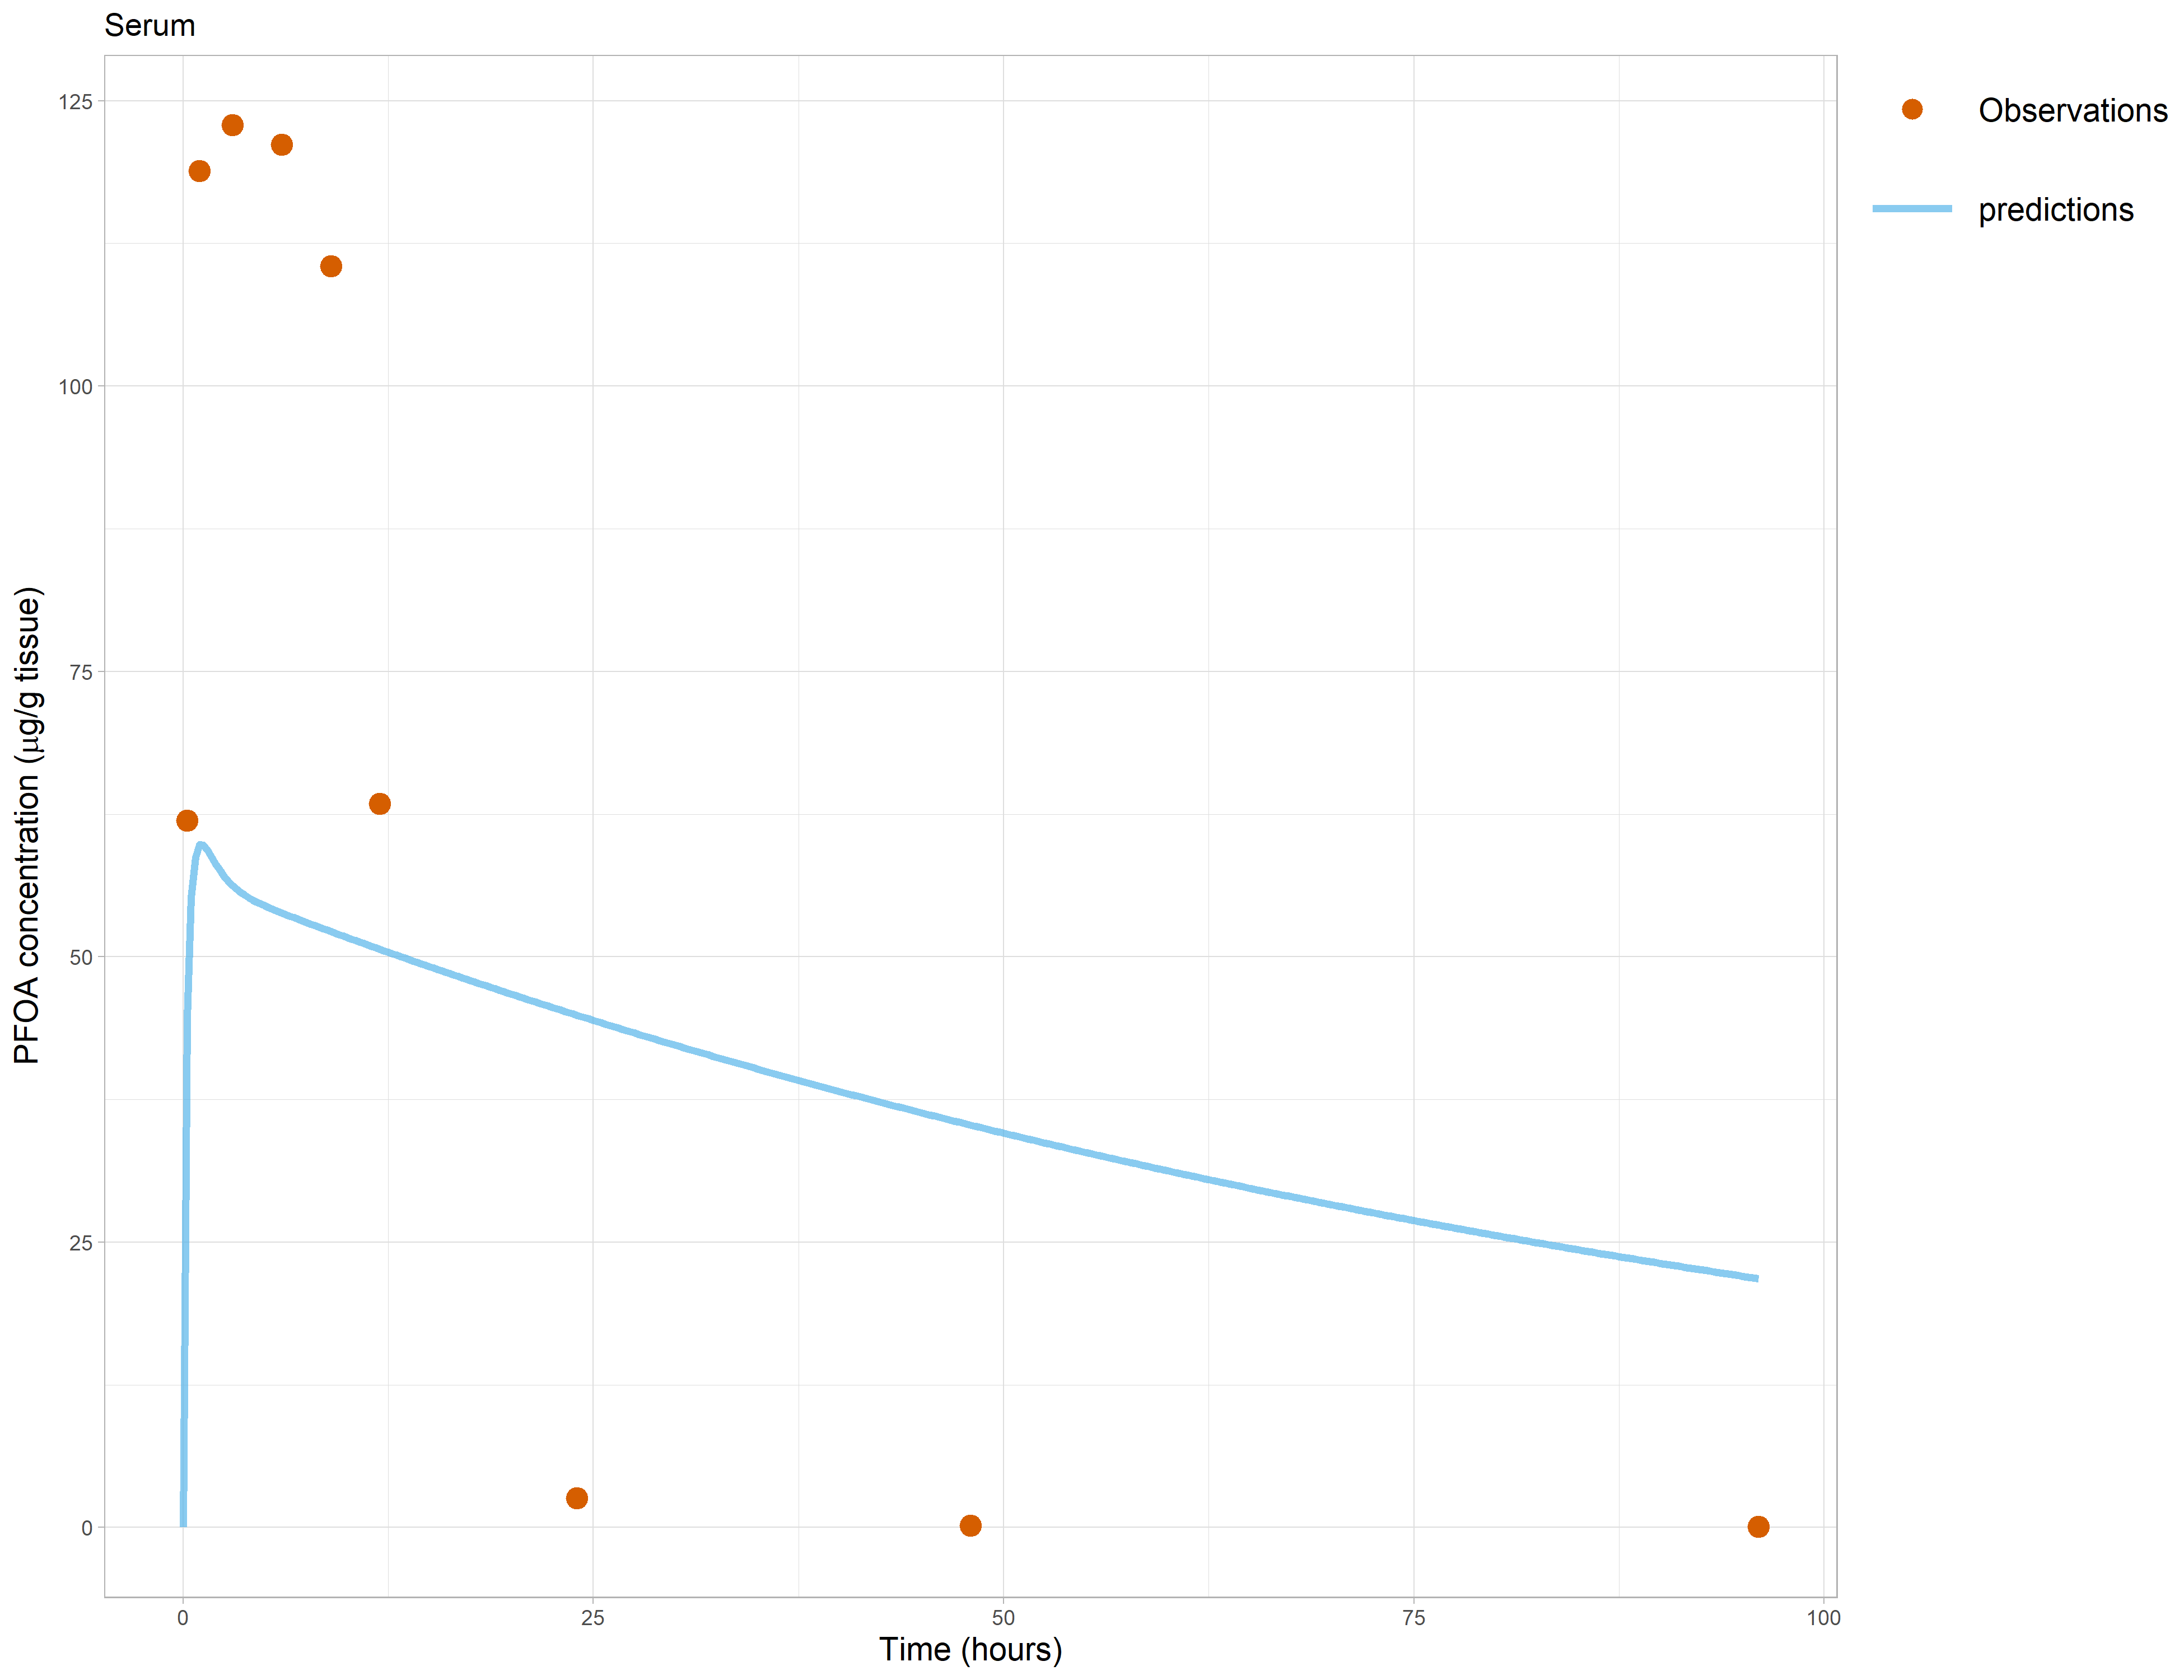 Serum
Observations
predictions
PFOA concentration (μg/g tissue)
125
100
75
50
25
0
0 25 50 75 100
Time (hours)